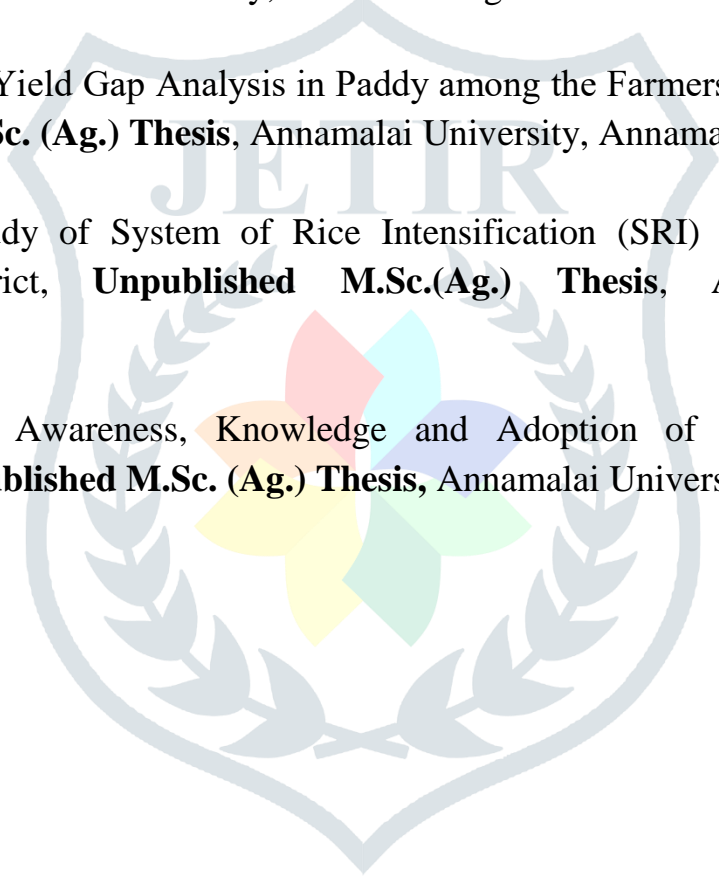 Yield Gap Analysis in Paddy among the Farmers
Sc. (Ag.) Thesis, Annamalai University, Annama
JETIR
dy of System of Rice Intensification (SRI)
rict, Unpublished M.Sc.(Ag.) Thesis, A
Awareness, Knowledge and Adoption of
blished M.Sc. (Ag.) Thesis, Annamalai Univers